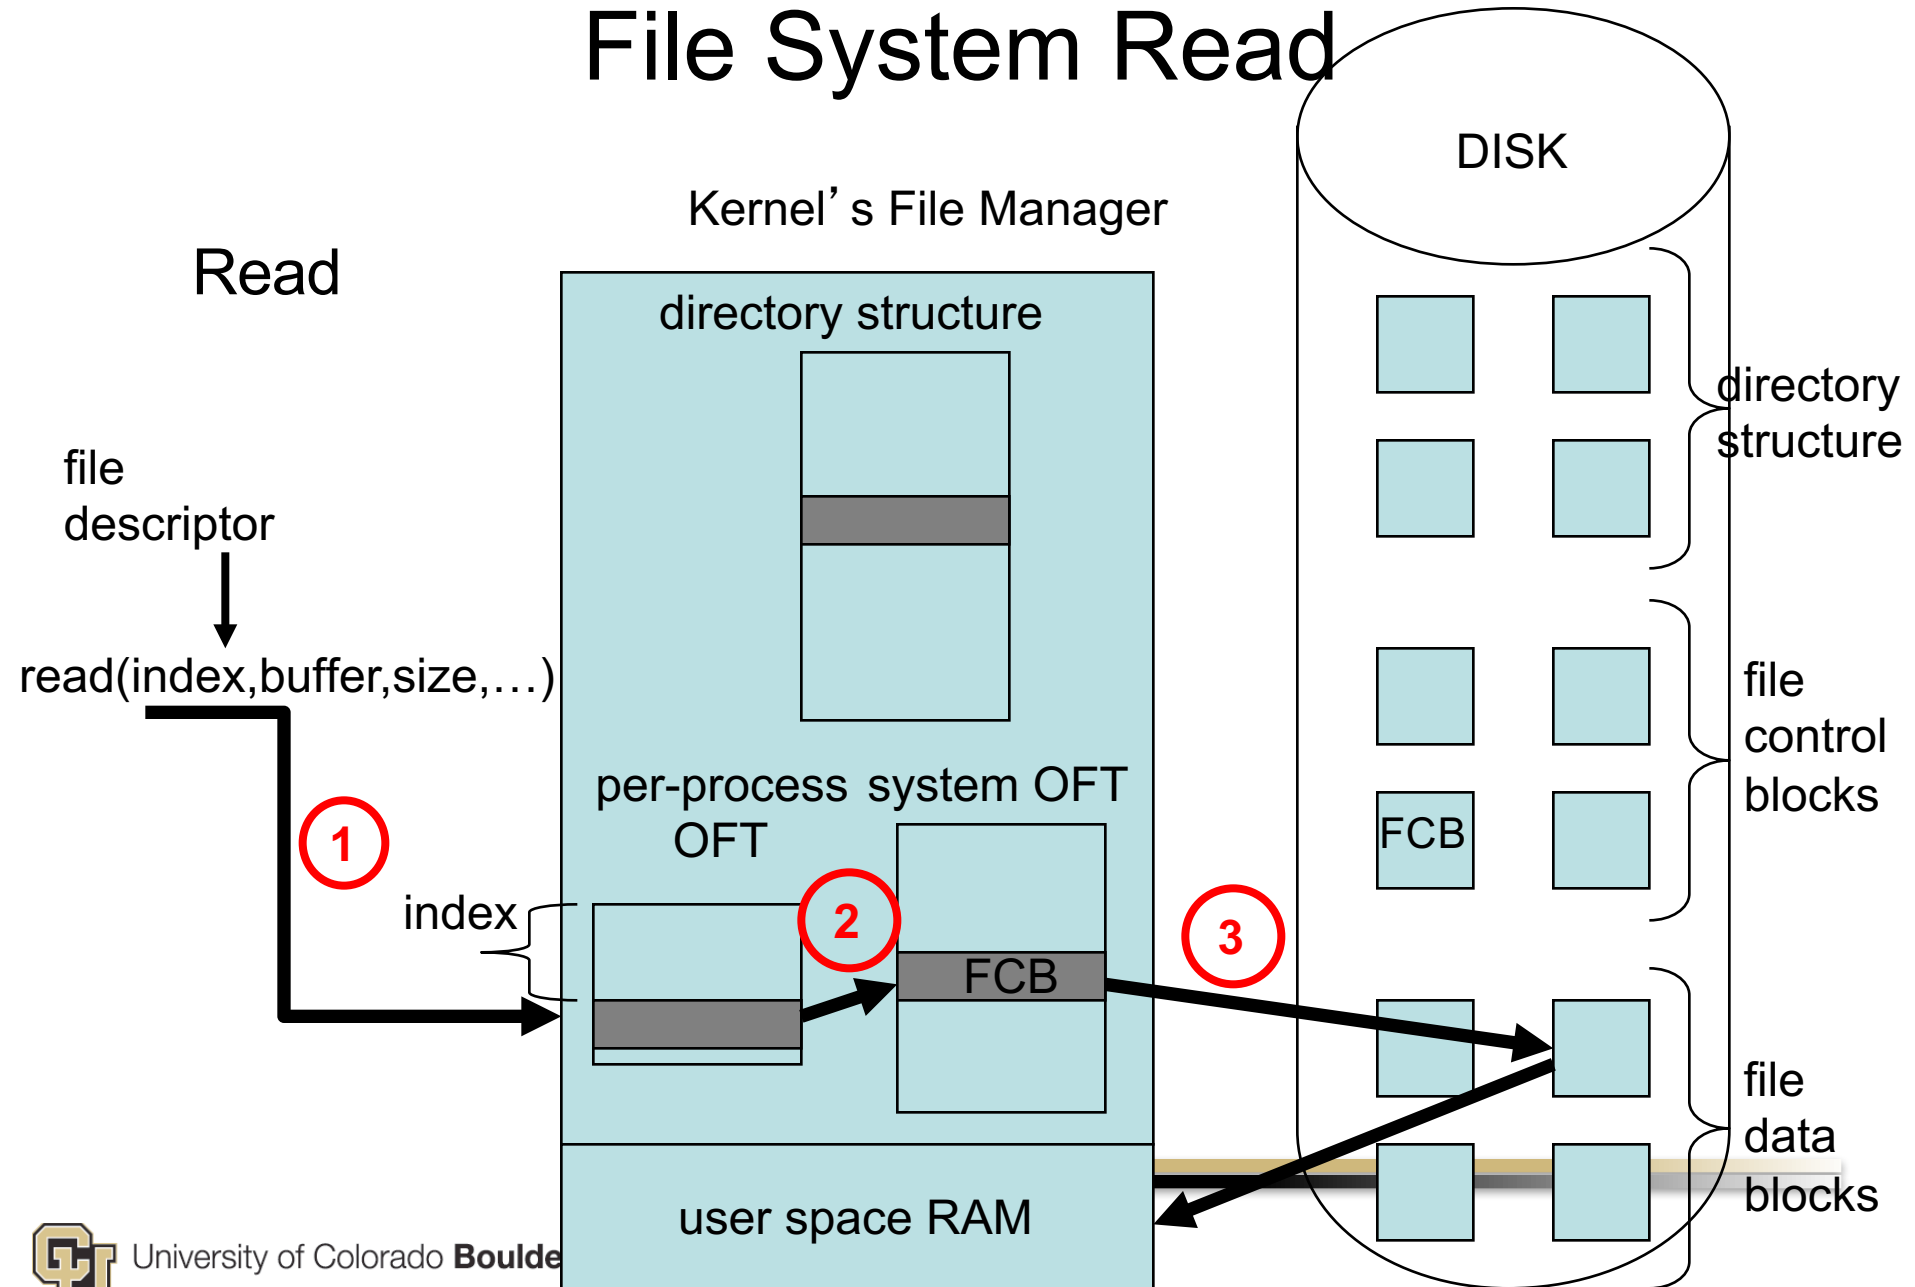 File System Read
DISK
Kernel’s File Manager
Read
directory structure
directory
structure
file
descriptor
read(index,buffer,size,…)
file
control
blocks
per-process
OFT
system OFT
FCB
1
index
2
3
FCB
file
data
blocks
user space RAM
University of Colorado Boulde